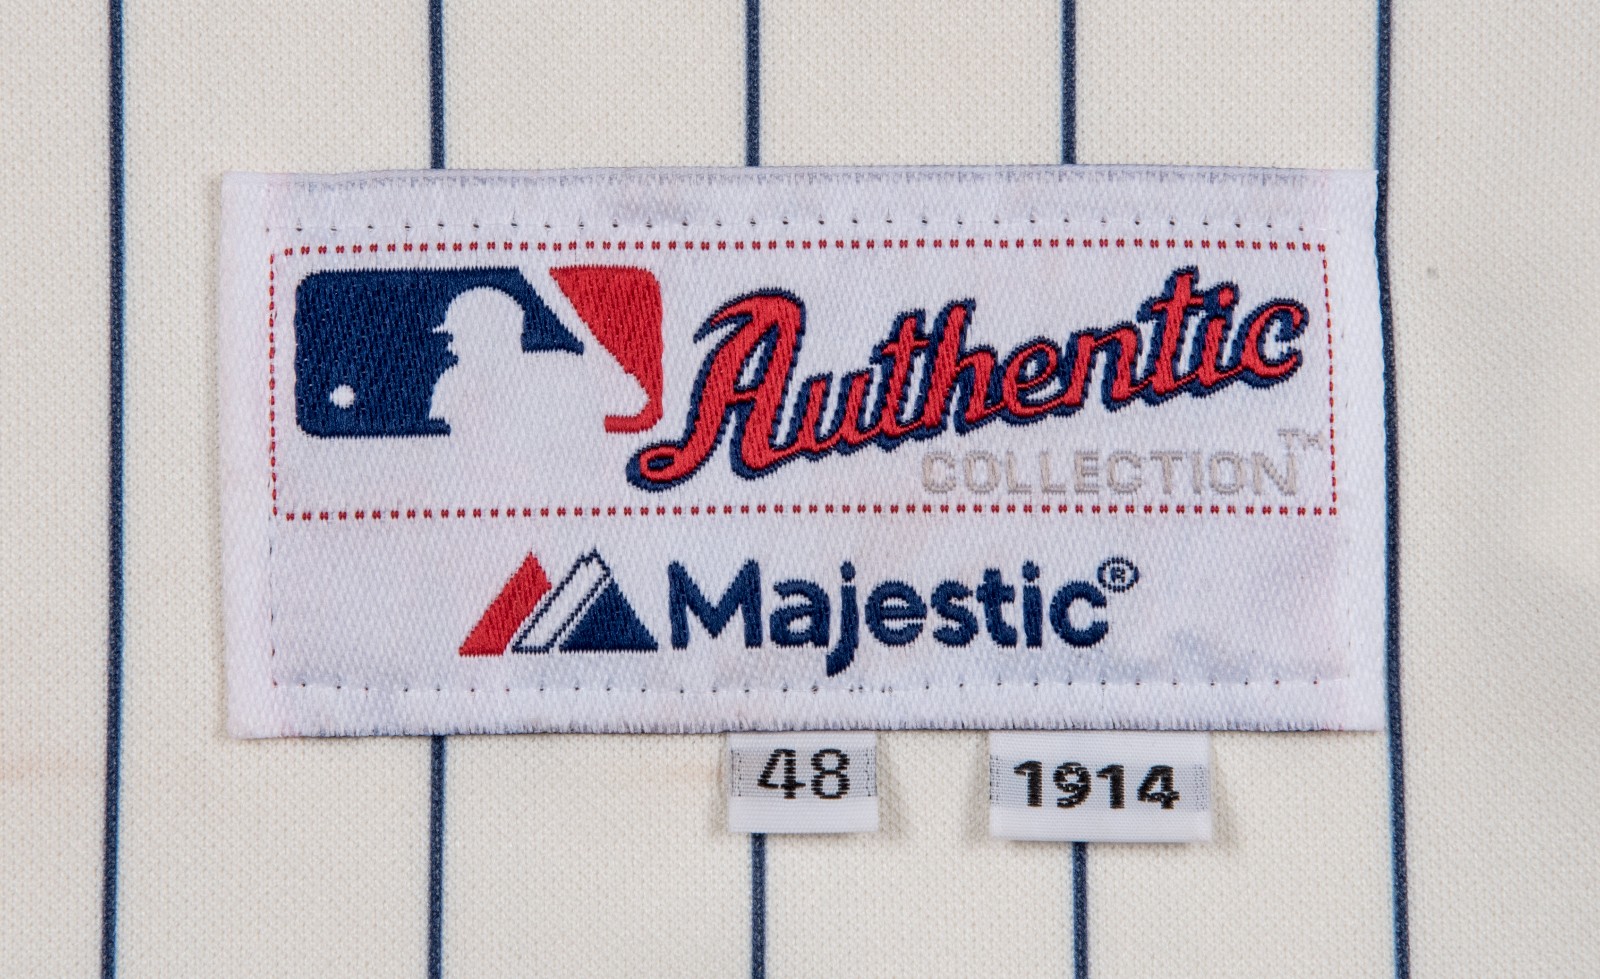 Authentic
COLLECTION™
Majestic®
48
1914